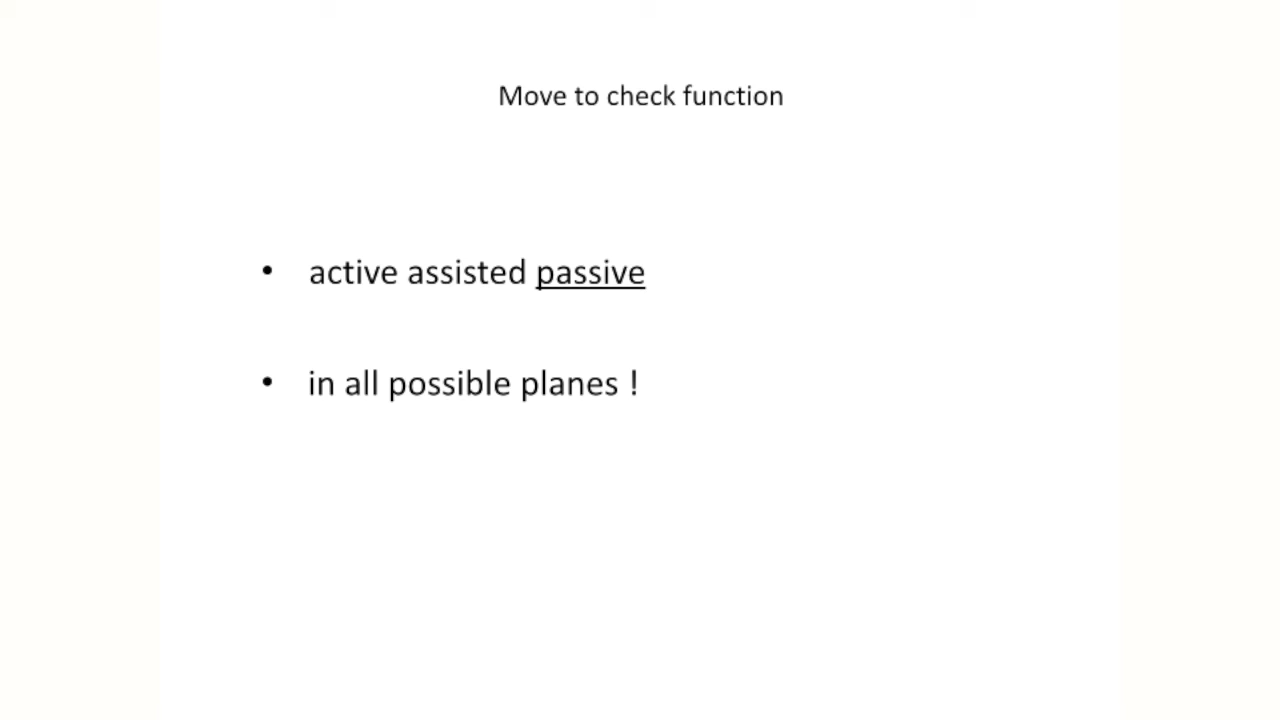 Move to check function
• active assisted passive
• in all possible planes !